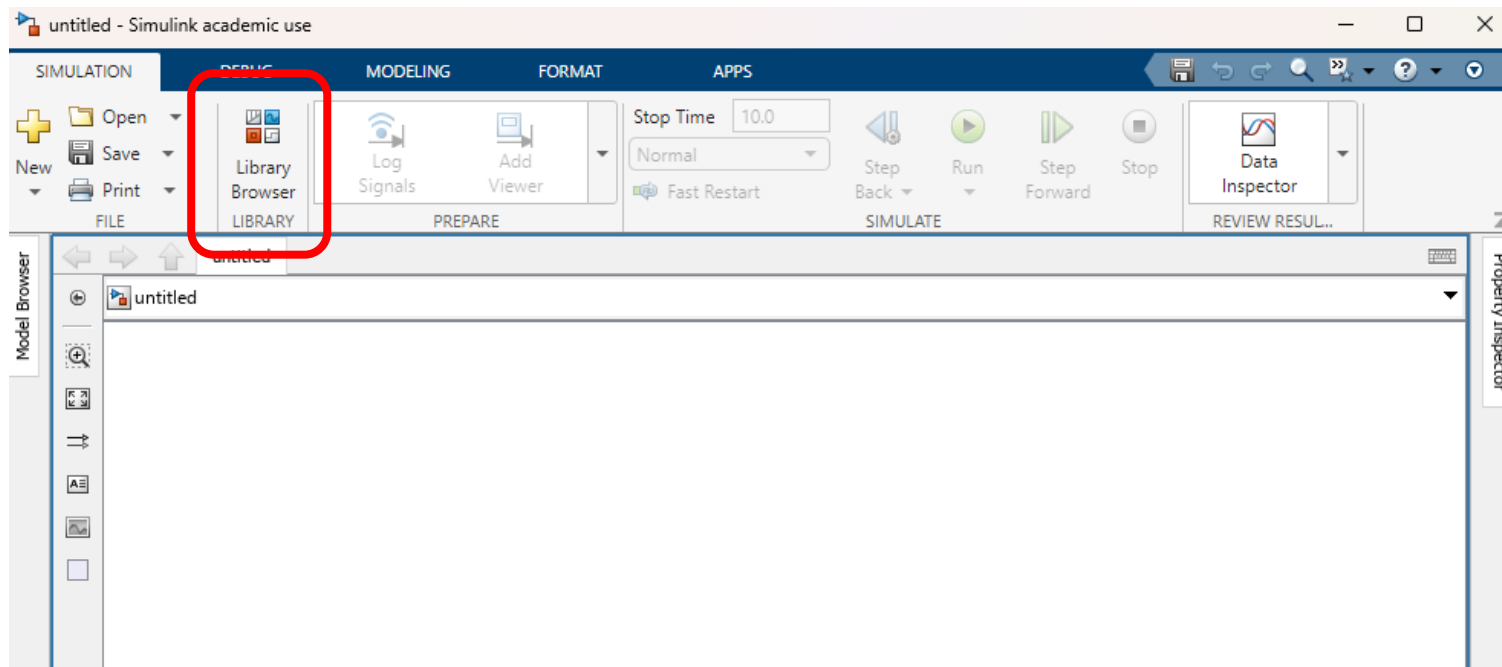 untitled - Simulink academic use
SIMULATION DEBUG MODELING FORMAT APPS
New
Open
Save
Print
FILE
Library
Browser
LIBRARY
Log
Signals
Add
Viewer
PREPARE
Stop Time 10.0
Normal
Fast Restart
Step
Back
Run
Step
Forward
Stop
SIMULATE
Data
Inspector
REVIEW RESUL...
Model Browser
untitled
untitled
Property Inspector